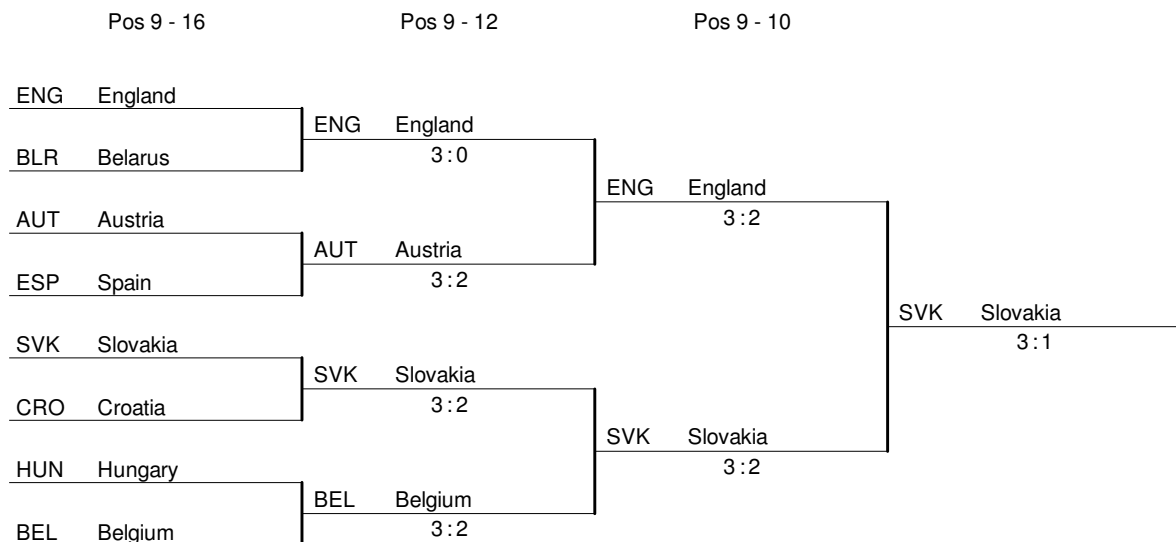 Pos 9 - 16 Pos 9 - 12 Pos 9 - 10
ENG England
ENG England
BLR Belarus
3 : 0
ENG England
AUT Austria
3 : 2
AUT Austria
ESP Spain
3 : 2
SVK Slovakia
SVK Slovakia
3 : 1
SVK Slovakia
CRO Croatia
3 : 2
SVK Slovakia
HUN Hungary
3 : 2
BEL Belgium
BEL Belgium
3 : 2